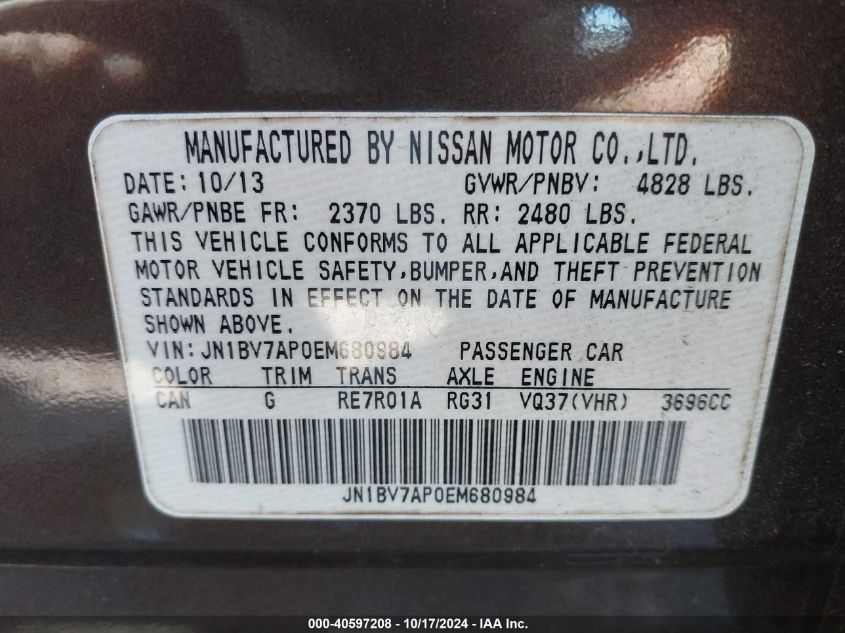 MANUFACTURED BY NISSAN MOTOR CO.,LTD.
DATE: 10/13 GVWR/PNBV: 4828 LBS.
GAWR/PNBE FR: 2370 LBS. RR: 2480 LBS.
THIS VEHICLE CONFORMS TO ALL APPLICABLE FEDERAL
MOTOR VEHICLE SAFETY,BUMPER,AND THEFT PREVENTION
STANDARDS IN EFFECT ON THE DATE OF MANUFACTURE
SHOWN ABOVE.
VIN: JN1BV7AP0EM680984 PASSENGER CAR
COLOR TRIM TRANS AXLE ENGINE
CAN G RE7R01A RG31 VQ37(VHR) 3696CC
JN1BV7AP0EM680984
000-40597208 - 10/17/2024 - IAA Inc.